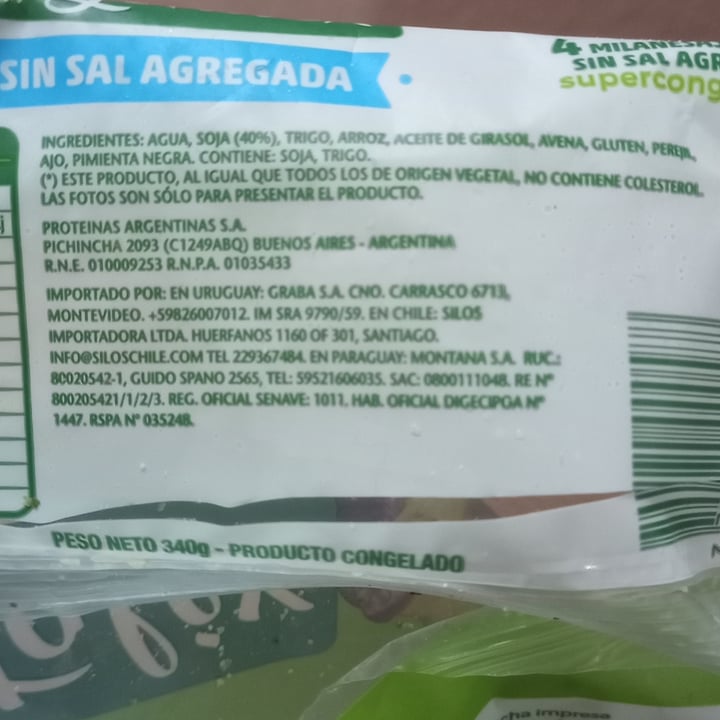 SIN SAL AGREGADA
4 MILANESAS
SIN SAL AGR
supercong
INGREDIENTES: AGUA, SOJA (40%), TRIGO, ARROZ, ACEITE DE GIRASOL, AVENA, GLUTEN, PEREJIL,
AJO, PIMIENTA NEGRA. CONTIENE: SOJA, TRIGO.
(*) ESTE PRODUCTO, AL IGUAL QUE TODOS LOS DE ORIGEN VEGETAL, NO CONTIENE COLESTEROL.
LAS FOTOS SON SÓLO PARA PRESENTAR EL PRODUCTO.
PROTEINAS ARGENTINAS S.A.
PICHINCHA 2093 (C1249ABQ) BUENOS AIRES - ARGENTINA
R.N.E. 010009253 R.N.P.A. 01035433
IMPORTADO POR: EN URUGUAY: GRABA S.A. CNO. CARRASCO 6713,
MONTEVIDEO. +59826007012. IM SRA 9790/59. EN CHILE: SILOS
IMPORTADORA LTDA. HUERFANOS 1160 OF 301, SANTIAGO.
INFO@SILOSCHILE.COM TEL 229367484. EN PARAGUAY: MONTANA S.A. RUC.:
80020542-1, GUIDO SPANO 2565, TEL: 59521606035. SAC: 0800111048. RE N°
800205421/1/2/3. REG. OFICIAL SENAVE: 1011. HAB. OFICIAL DIGECIPOA N°
1447. RSPA N° 035248.
PESO NETO 340g - PRODUCTO CONGELADO
cha impresa